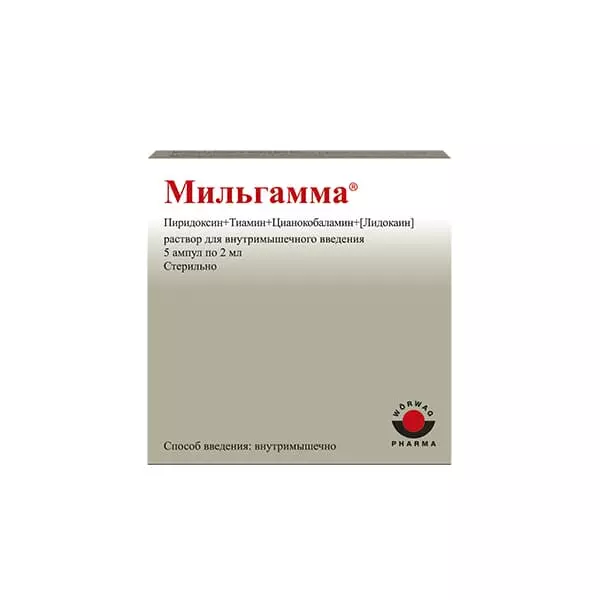 Мильгамма®
Пиридоксин+Тиамин+Цианокобаламин+[Лидокаин]
раствор для внутримышечного введения
5 ампул по 2 мл
Стерильно
WÖRWAG
PHARMA
Способ введения: внутримышечно